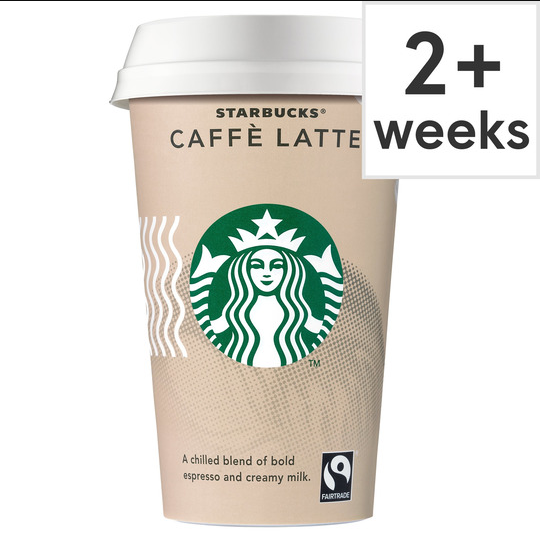 2+
weeks
STARBUCKS®
CAFFÈ LATTE
TM
A chilled blend of bold
espresso and creamy milk.
FAIRTRADE